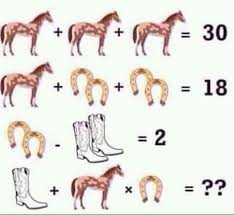 + + = 30
+ + = 18
- = 2
+ × = ??